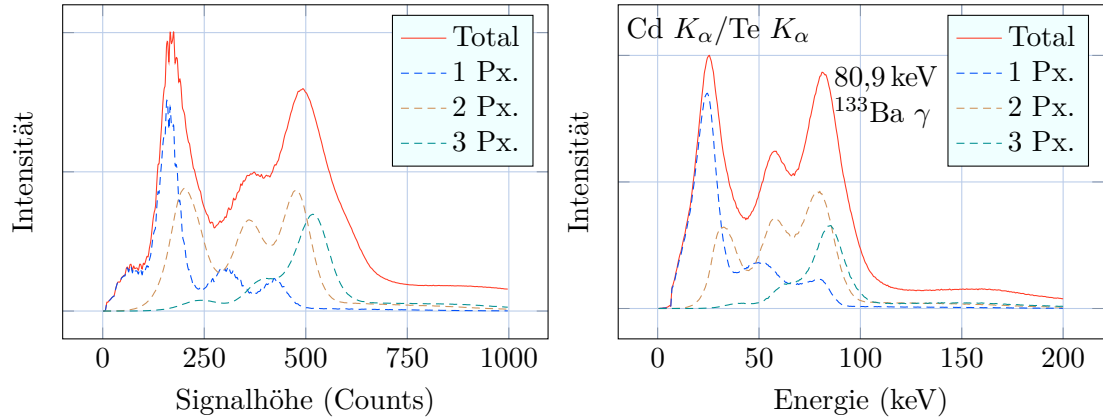 Intensität
Total
1 Px.
2 Px.
3 Px.
0 250 500 750 1000
Signalhöhe (Counts)
Intensität
Cd Kα/Te Kα
80,9 keV
¹³³Ba γ
Total
1 Px.
2 Px.
3 Px.
0 50 100 150 200
Energie (keV)